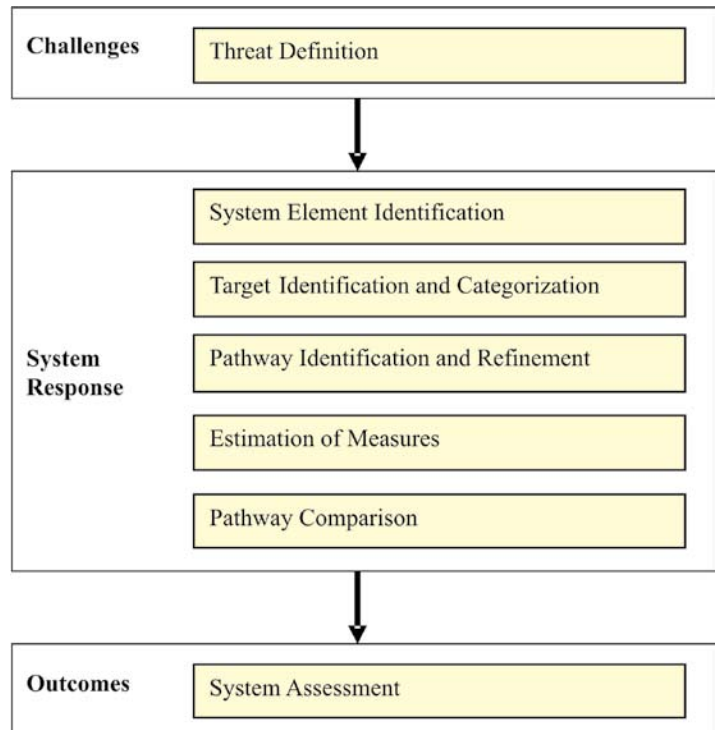 Challenges
Threat Definition
System Element Identification
Target Identification and Categorization
System
Response
Pathway Identification and Refinement
Estimation of Measures
Pathway Comparison
Outcomes
System Assessment